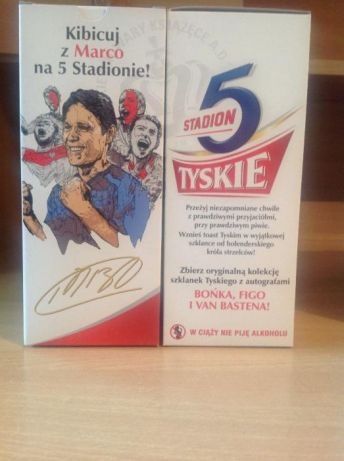 Kibicuj
z Marco
na 5 Stadionie!
5
STADION
TYSKIE
Przeżyj niezapomniane chwile
z prawdziwymi przyjaciółmi,
przy prawdziwym piwie.
Wznieś toast Tyskim w wyjątkowej
szklance od holenderskiego
króla strzelców!
Zbierz oryginalną kolekcję
szklanek Tyskiego z autografami
BOŃKA, FIGO
I VAN BASTENA!
W CIĄŻY NIE PIJĘ ALKOHOLU